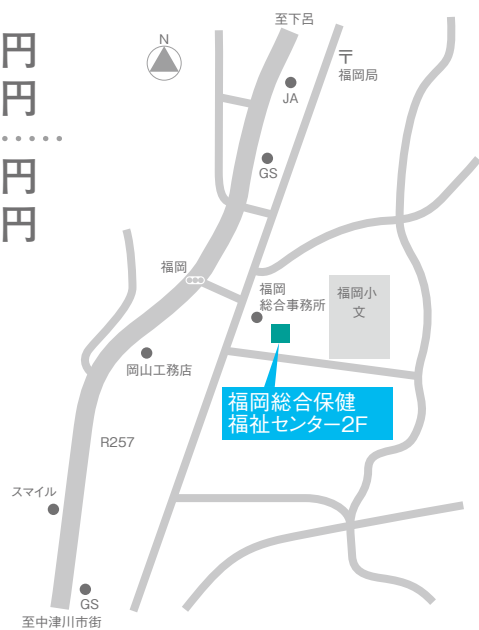 円
円
円
円
至下呂
N
〒
福岡局
JA
GS
福岡
福岡
総合事務所
福岡小
文
岡山工務店
福岡総合保健
福祉センター2F
R257
スマイル
GS
至中津川市街